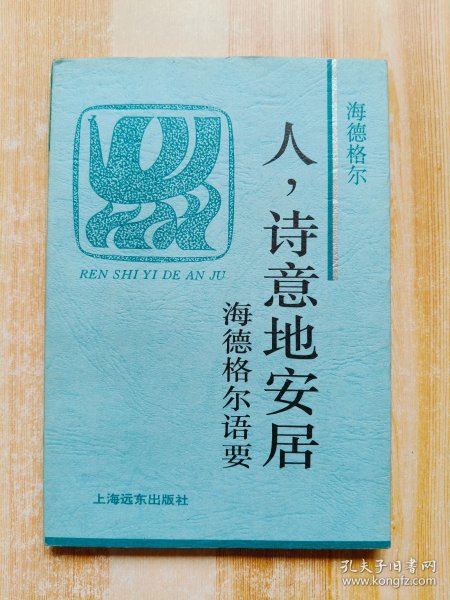 海德格尔
人，诗意地安居
海德格尔语要
REN SHI YI DE AN JU
上海远东出版社
孔夫子旧书网
www.kongfz.com